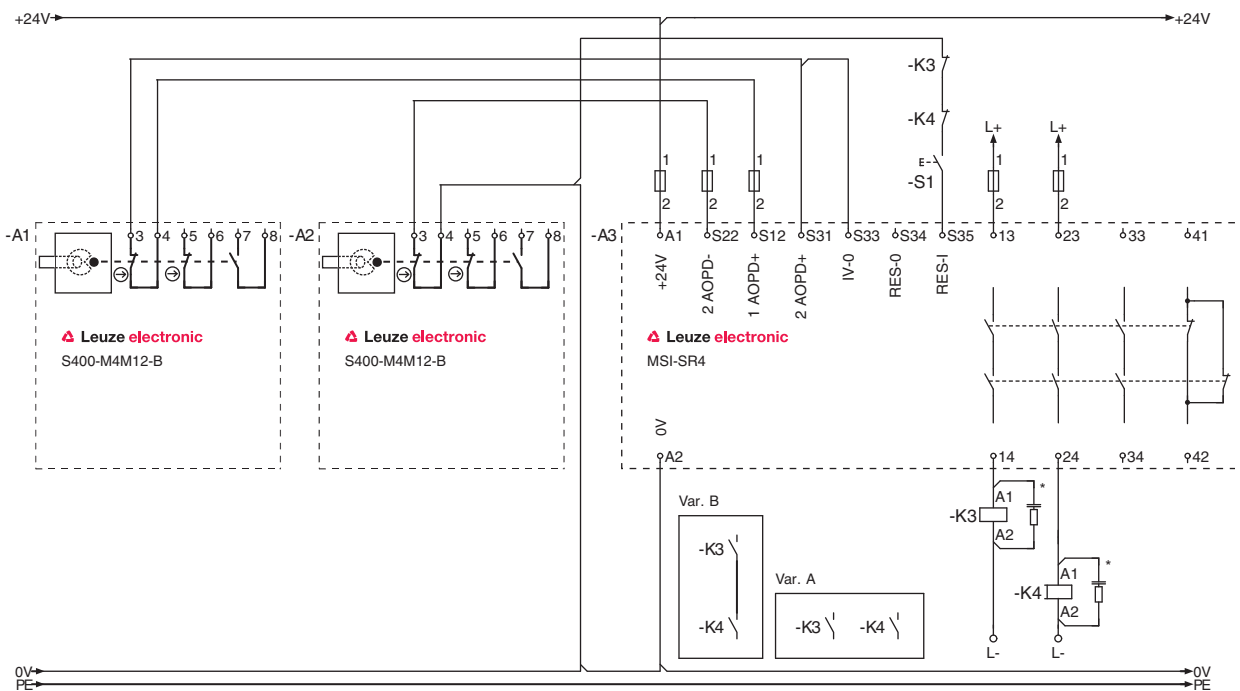 +24V +24V
-K3
-K4
L+ L+
E
-S1
1 1 1 1 1
2 2 2 2 2
-A1 3 4 5 6 7 8 -A2 3 4 5 6 7 8 -A3 A1 S22 S12 S31 S33 S34 S35 13 23 33 41
+24V 2 AOPD- 1 AOPD+ 2 AOPD+ IV-0 RES-0 RES-I
Leuze electronic Leuze electronic Leuze electronic
S400-M4M12-B S400-M4M12-B MSI-SR4
0V
A2 14 24 34 42
Var. B
A1 *
-K3
A2
-K3
-K4
Var. A
-K3 -K4
A1 *
-K4
A2
L- L-
0V 0V
PE PE